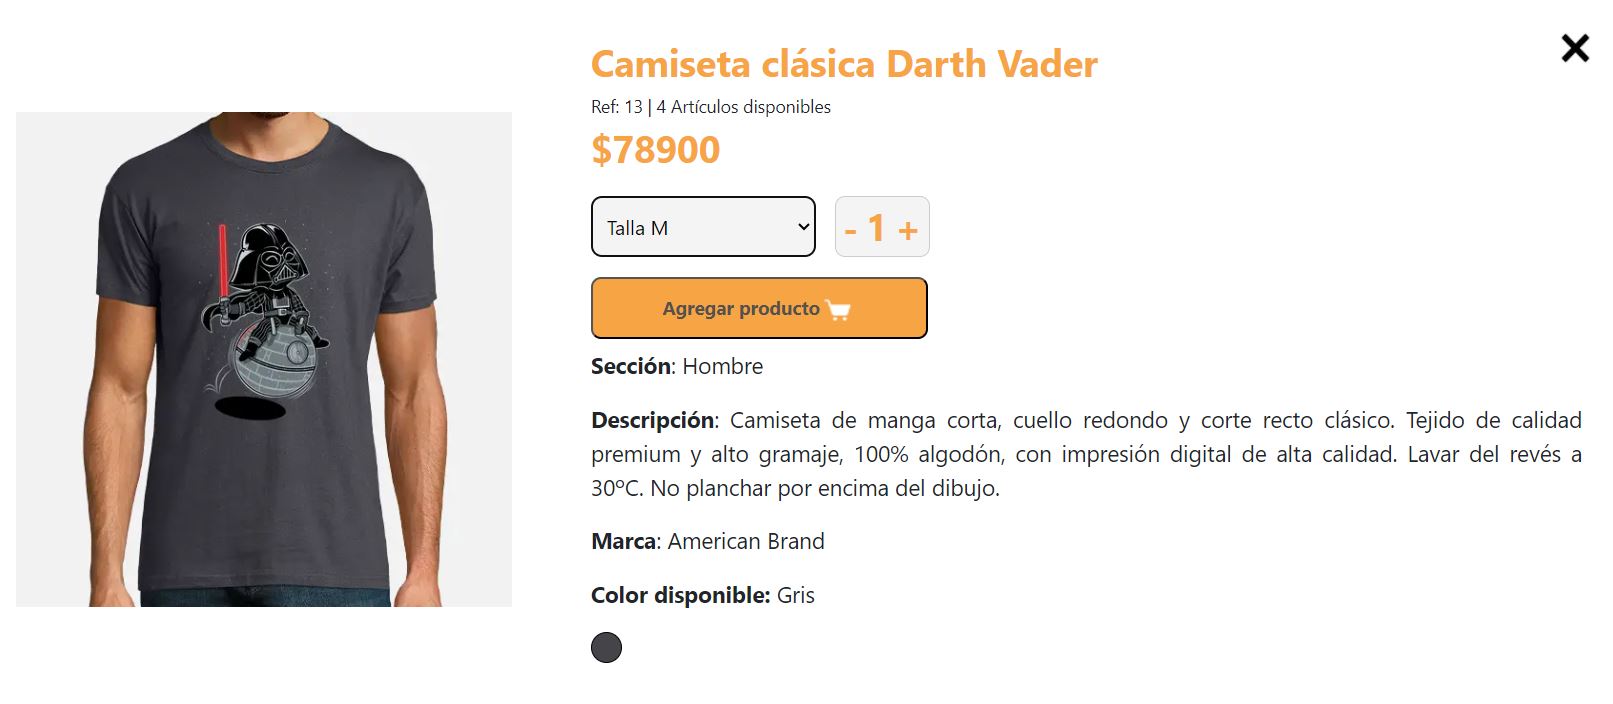 Camiseta clásica Darth Vader
Ref: 13 | 4 Artículos disponibles
$78900
Talla M
- 1 +
Agregar producto
Sección: Hombre
Descripción: Camiseta de manga corta, cuello redondo y corte recto clásico. Tejido de calidad
premium y alto gramaje, 100% algodón, con impresión digital de alta calidad. Lavar del revés a
30ºC. No planchar por encima del dibujo.
Marca: American Brand
Color disponible: Gris